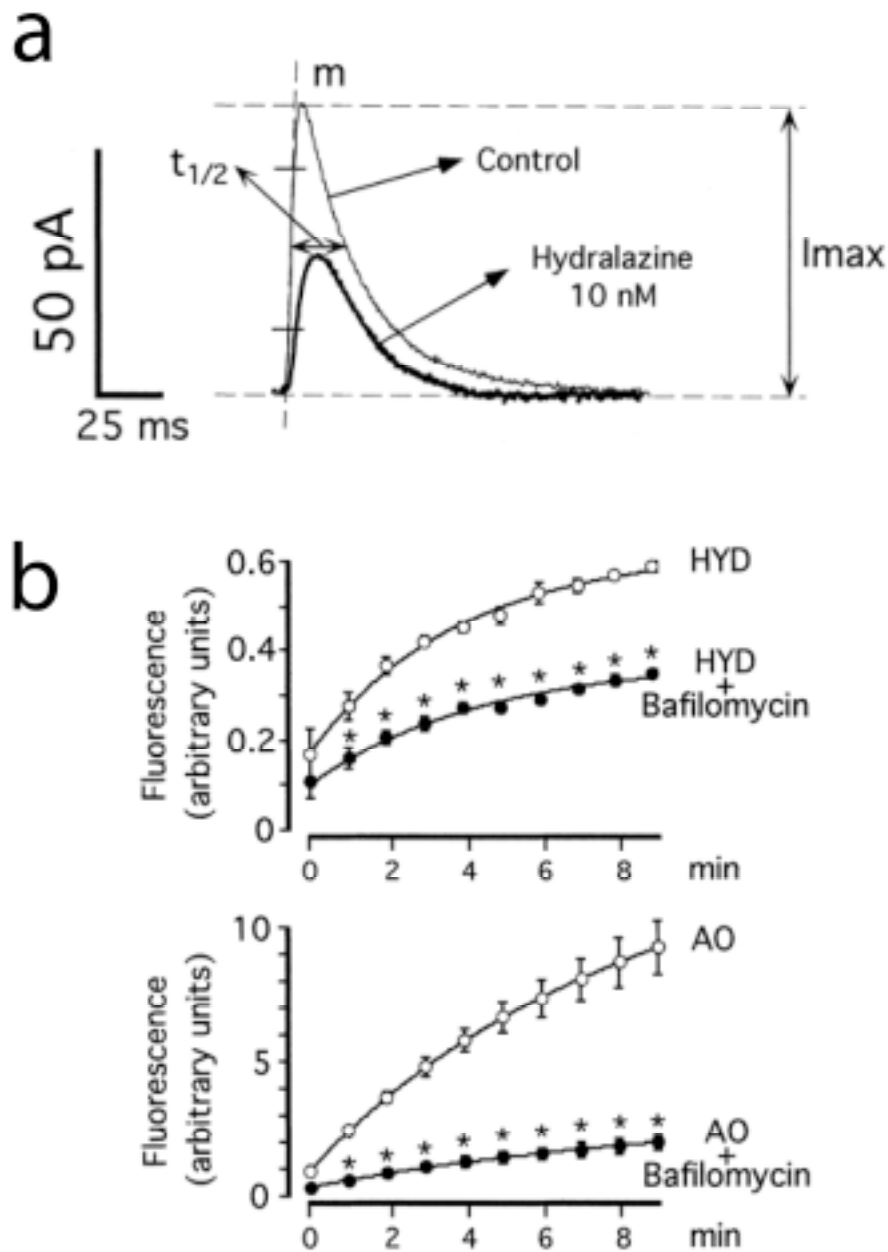 a
m
t1/2
Control
50 pA
Imax
Hydralazine
10 nM
25 ms
b
Fluorescence
(arbitrary units)
0.6
0.4
0.2
0
HYD
* * * * * * * * *
HYD
+
Bafilomycin
0 2 4 6 8 min
Fluorescence
(arbitrary units)
10
5
0
AO
* * * * * * * * *
AO
+
Bafilomycin
0 2 4 6 8 min